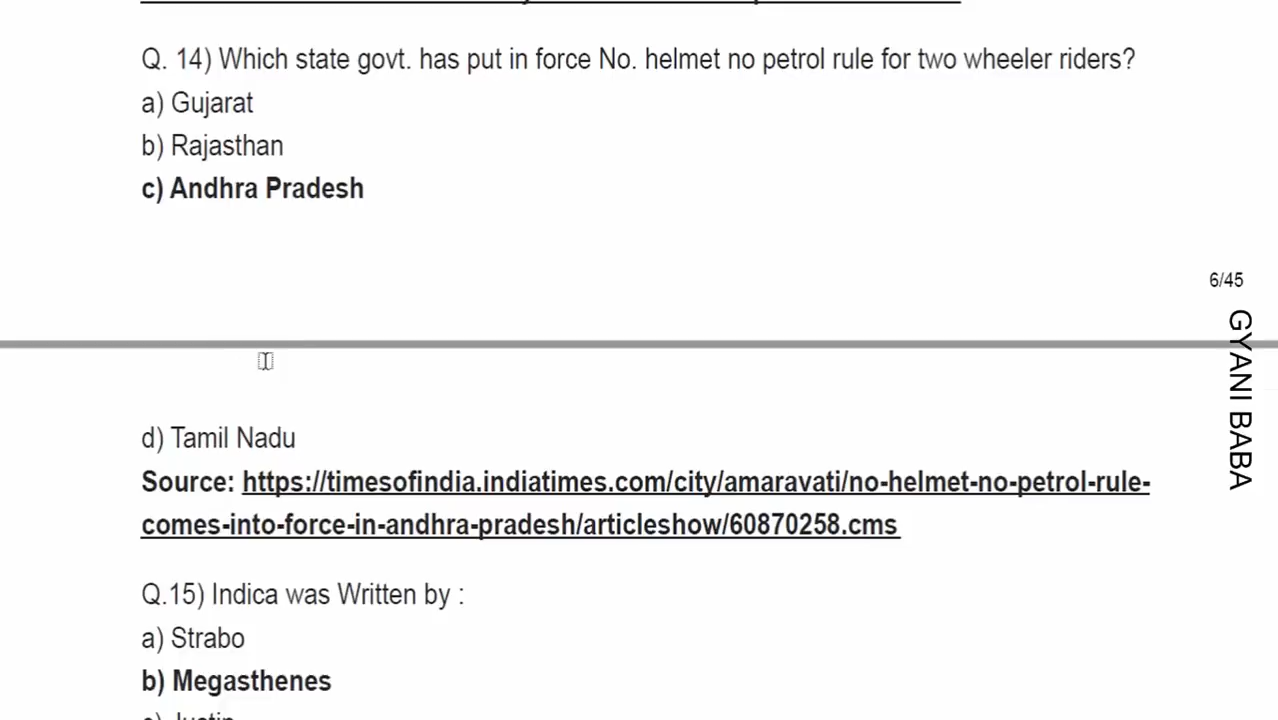 Q. 14) Which state govt. has put in force No. helmet no petrol rule for two wheeler riders?
a) Gujarat
b) Rajasthan
c) Andhra Pradesh
6/45
GYANI BABA
d) Tamil Nadu
Source: https://timesofindia.indiatimes.com/city/amaravati/no-helmet-no-petrol-rule-
comes-into-force-in-andhra-pradesh/articleshow/60870258.cms
Q.15) Indica was Written by :
a) Strabo
b) Megasthenes